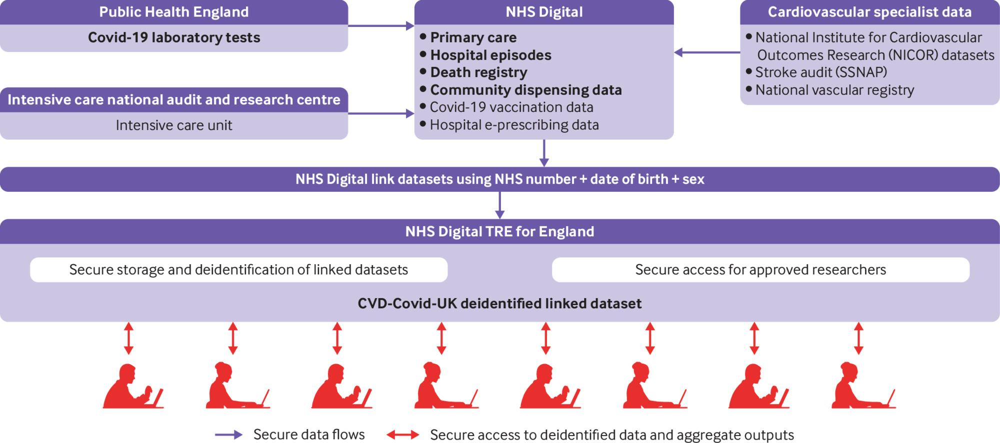 Public Health England
Covid-19 laboratory tests
Intensive care national audit and research centre
Intensive care unit
NHS Digital
• Primary care
• Hospital episodes
• Death registry
• Community dispensing data
• Covid-19 vaccination data
• Hospital e-prescribing data
Cardiovascular specialist data
• National Institute for Cardiovascular
Outcomes Research (NICOR) datasets
• Stroke audit (SSNAP)
• National vascular registry
NHS Digital link datasets using NHS number + date of birth + sex
NHS Digital TRE for England
Secure storage and deidentification of linked datasets
Secure access for approved researchers
CVD-Covid-UK deidentified linked dataset
Secure data flows
Secure access to deidentified data and aggregate outputs